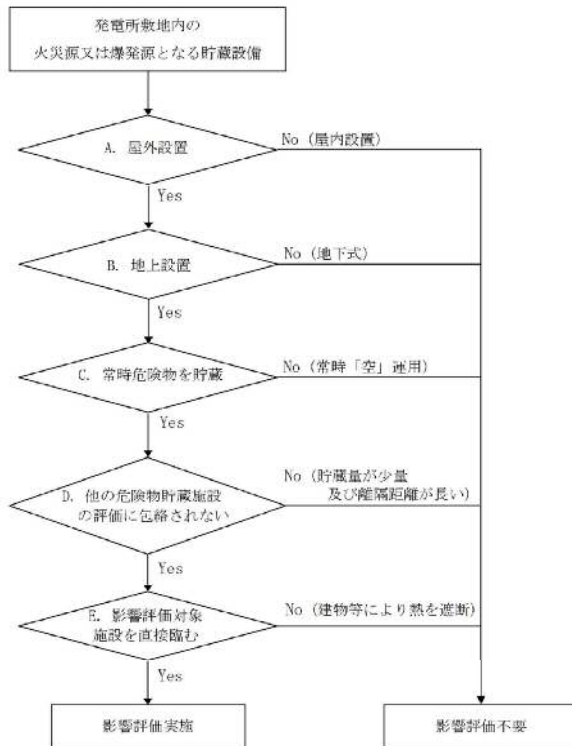 発電所敷地内の
火災源又は爆発源となる貯蔵設備
A. 屋外設置
No (屋内設置)
Yes
B. 地上設置
No (地下式)
Yes
C. 常時危険物を貯蔵
No (常時「空」運用)
Yes
No (貯蔵量が少量
及び離隔距離が長い)
D. 他の危険物貯蔵施設
の評価に包絡されない
Yes
E. 影響評価対象
施設を直接臨む
No (建物等により熱を遮断)
Yes
影響評価実施
影響評価不要